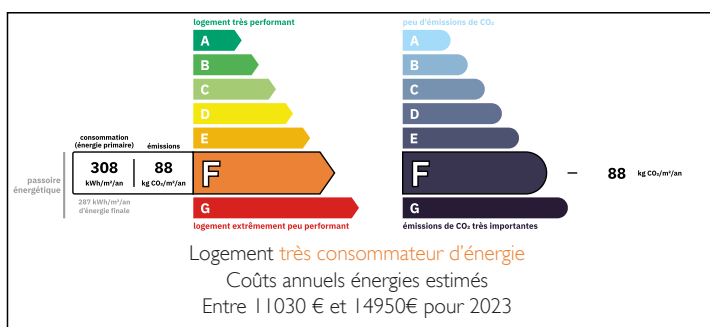 logement très performant
A
B
C
D
E
consommation
(énergie primaire)
émissions
308
kWh/m²/an
88
kg CO₂/m²/an
F
passoire
énergétique
287 kWh/m²/an
d'énergie finale
G
logement extrêmement peu performant
peu d'émissions de CO₂
A
B
C
D
E
F
88 kg CO₂/m²/an
G
émissions de CO₂ très importantes
Logement très consommateur d'énergie
Coûts annuels énergies estimés
Entre 11030 € et 14950€ pour 2023